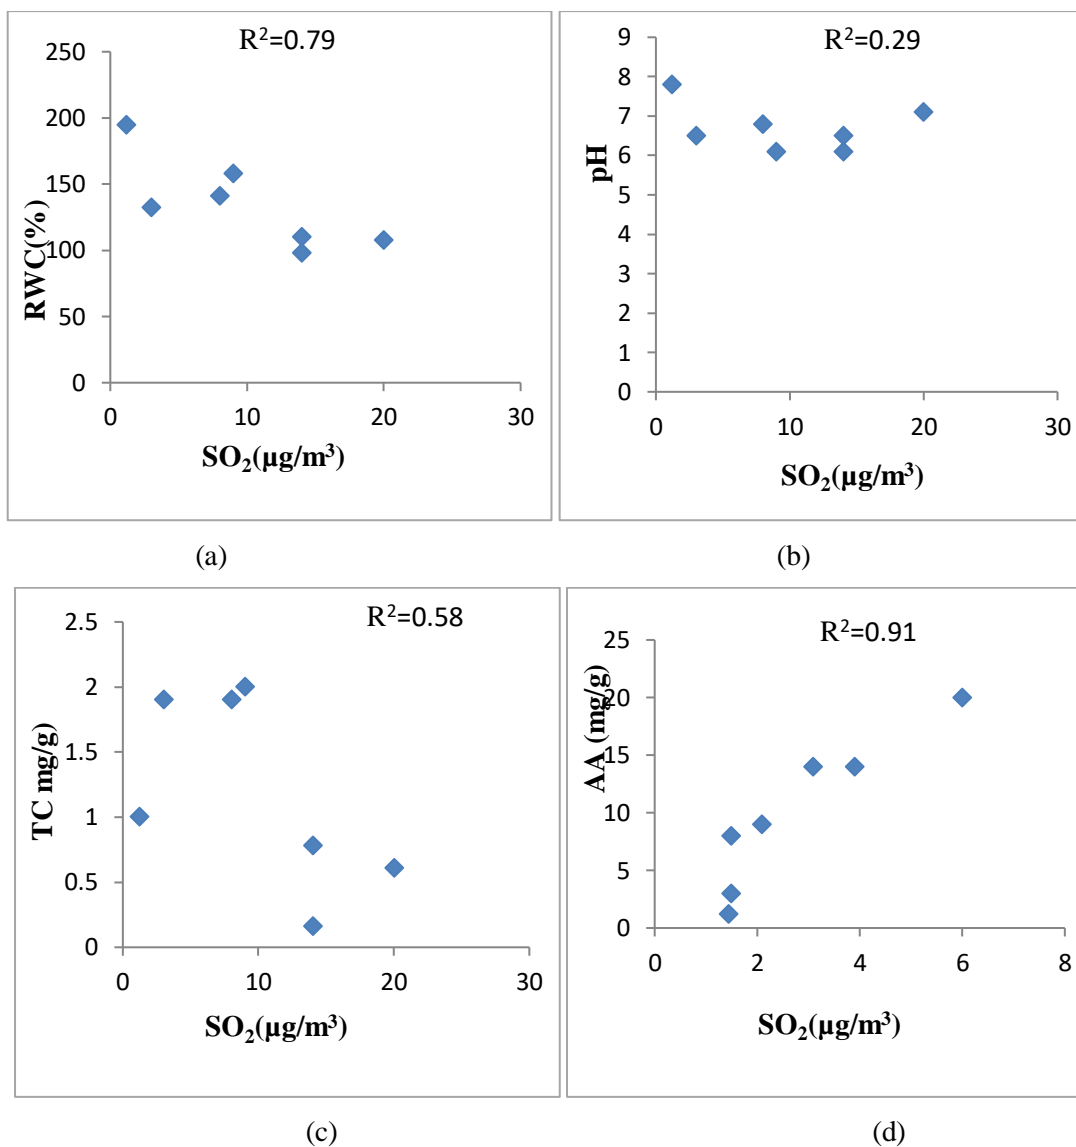 R²=0.79
250
200
150
100
50
0
RWC(%)
0 10 20 30
SO₂(µg/m³)
(a)
R²=0.29
9
8
7
6
5
4
3
2
1
0
pH
0 10 20 30
SO₂(µg/m³)
(b)
R²=0.58
2.5
2
1.5
1
0.5
0
TC mg/g
0 10 20 30
SO₂(µg/m³)
(c)
R²=0.91
25
20
15
10
5
0
AA (mg/g)
0 2 4 6 8
SO₂(µg/m³)
(d)